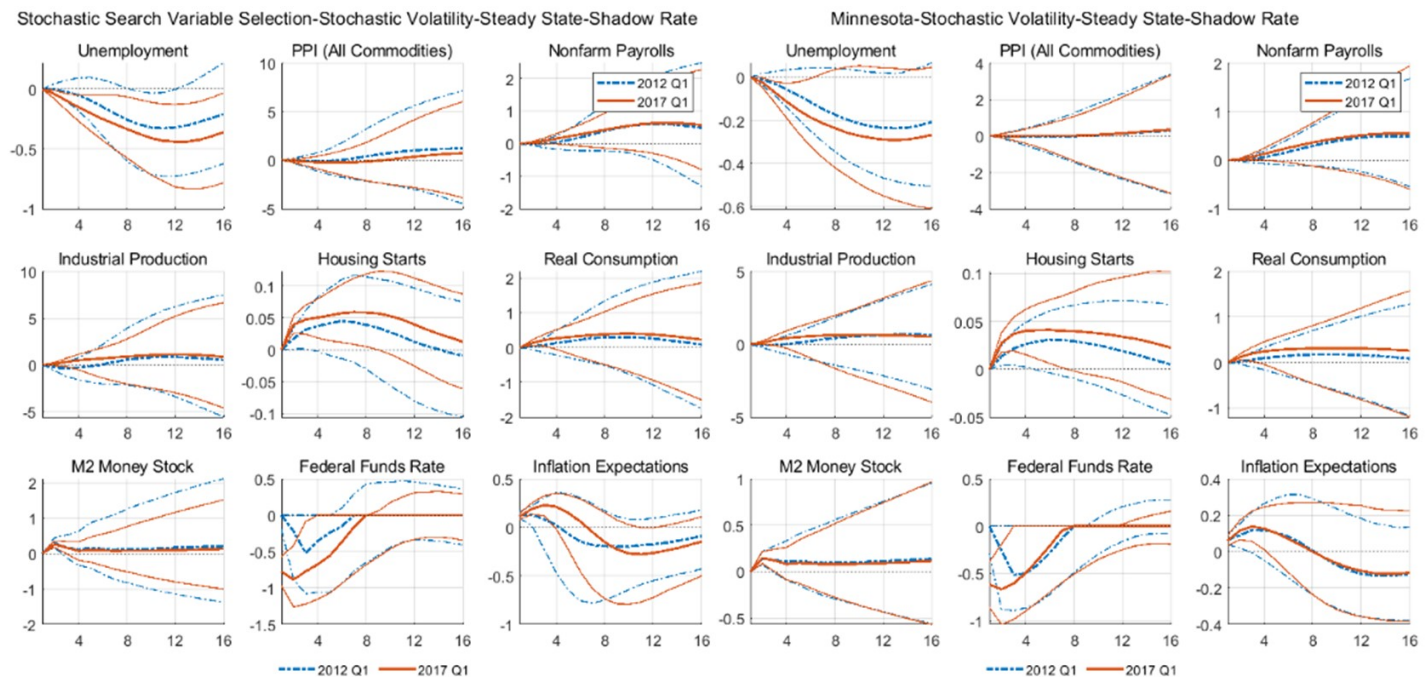 Stochastic Search Variable Selection-Stochastic Volatility-Steady State-Shadow Rate
Minnesota-Stochastic Volatility-Steady State-Shadow Rate
Unemployment
PPI (All Commodities)
Nonfarm Payrolls
Unemployment
PPI (All Commodities)
Nonfarm Payrolls
0
-0.5
-1
4 8 12 16
10
5
0
-5
4 8 12 16
2
1
0
-1
-2
4 8 12 16
2012 Q1
2017 Q1
0
-0.2
-0.4
-0.6
4 8 12 16
4
2
0
-2
-4
4 8 12 16
2
1
0
-1
4 8 12 16
2012 Q1
2017 Q1
Industrial Production
Housing Starts
Real Consumption
Industrial Production
Housing Starts
Real Consumption
10
5
0
-5
4 8 12 16
0.1
0.05
0
-0.05
-0.1
4 8 12 16
2
1
0
-1
-2
4 8 12 16
5
0
-5
4 8 12 16
0.1
0.05
0
-0.05
4 8 12 16
2
1
0
-1
4 8 12 16
M2 Money Stock
Federal Funds Rate
Inflation Expectations
M2 Money Stock
Federal Funds Rate
Inflation Expectations
2
1
0
-1
-2
4 8 12 16
0.5
0
-0.5
-1
-1.5
4 8 12 16
0.5
0
-0.5
-1
4 8 12 16
1
0.5
0
-0.5
4 8 12 16
0.5
0
-0.5
-1
4 8 12 16
0.4
0.2
0
-0.2
-0.4
4 8 12 16
2012 Q1 2017 Q1
2012 Q1 2017 Q1